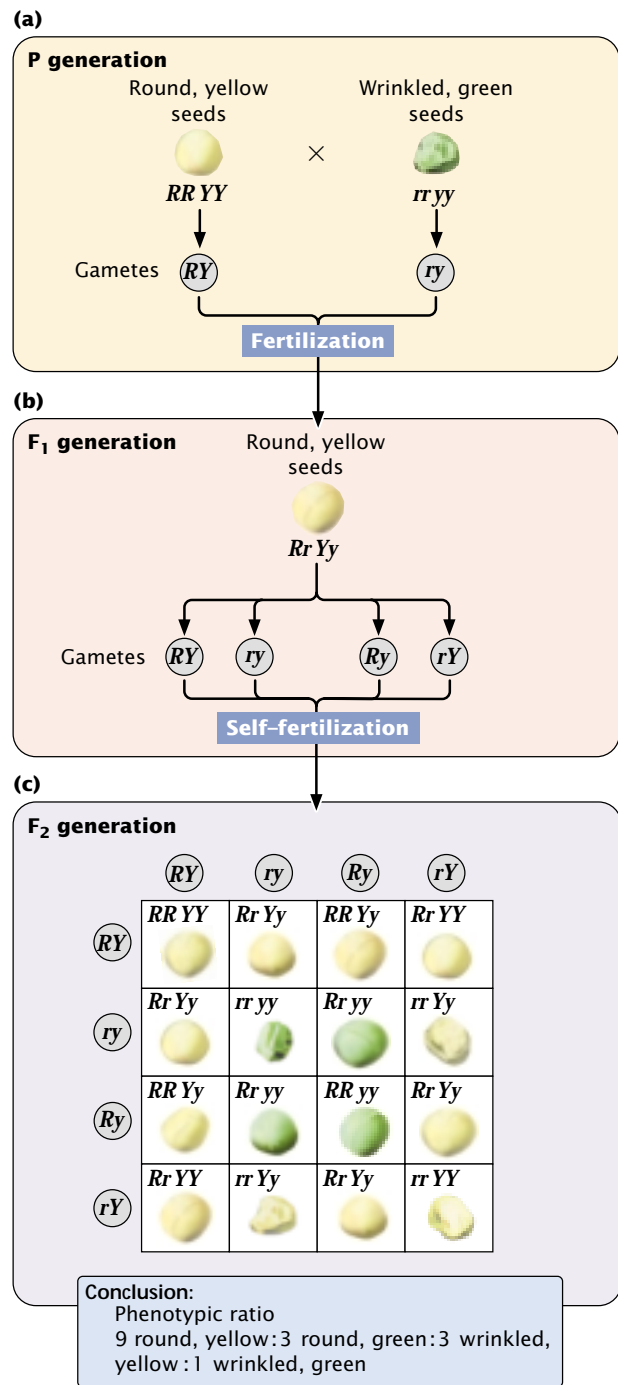 (a)
P generation
Round, yellow
seeds
Wrinkled, green
seeds
×
RR YY
rr yy
Gametes
RY
ry
Fertilization
(b)
F1 generation
Round, yellow
seeds
Rr Yy
Gametes
RY
ry
Ry
rY
Self–fertilization
(c)
F2 generation
RY ry Ry rY
RR YY Rr Yy RR Yy Rr YY
RY
Rr Yy rr yy Rr yy rr Yy
ry
RR Yy Rr yy RR yy Rr Yy
Ry
Rr YY rr Yy Rr Yy rr YY
rY
Conclusion:
Phenotypic ratio
9 round, yellow:3 round, green:3 wrinkled,
yellow:1 wrinkled, green